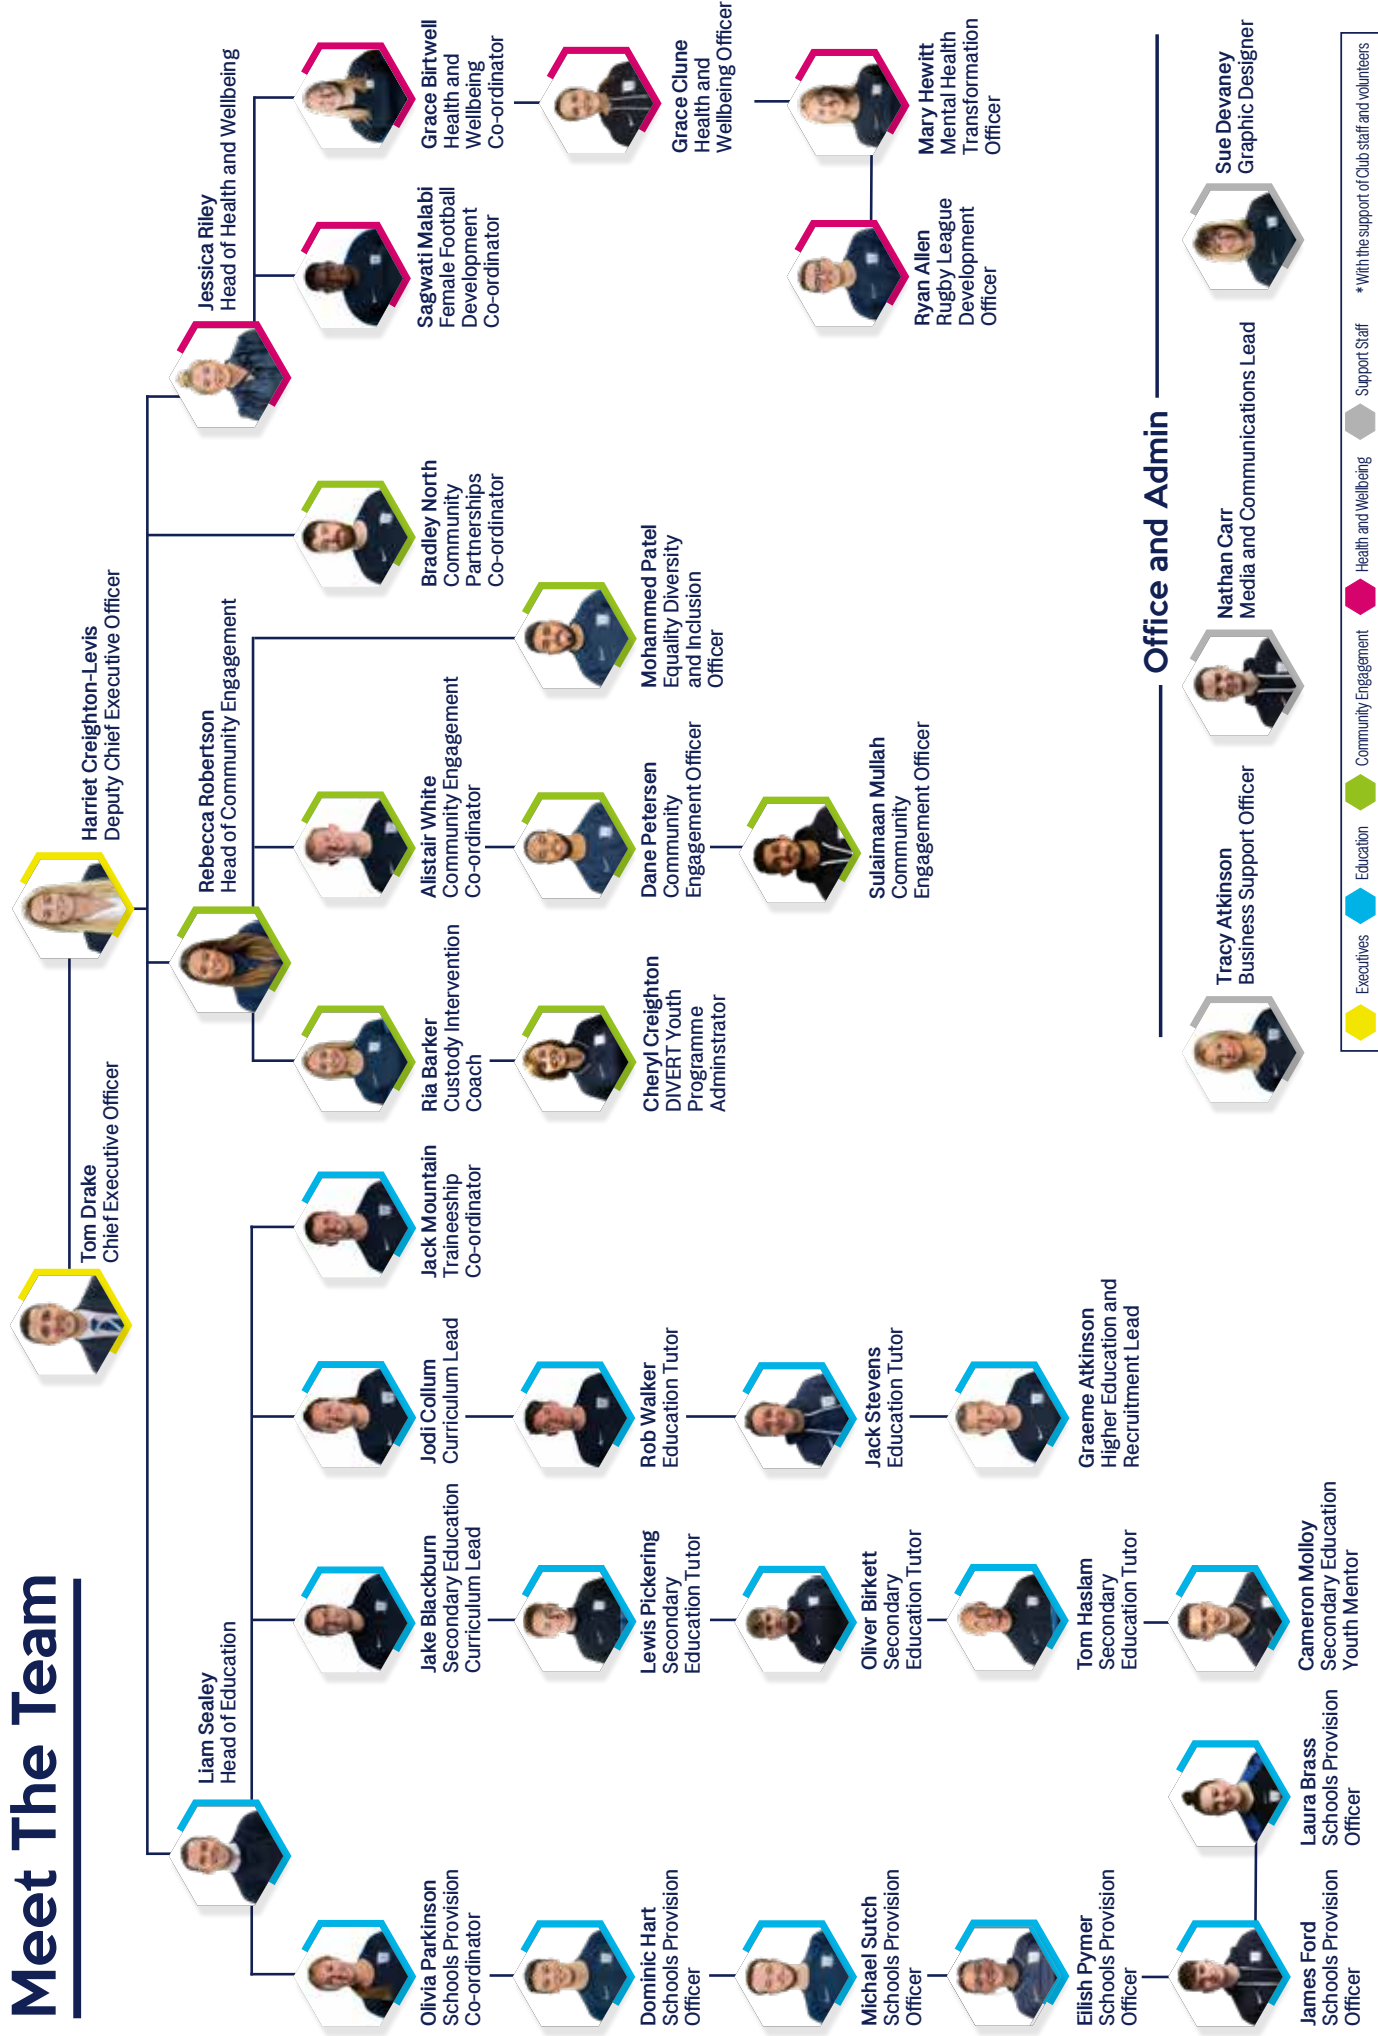 Meet The Team
Tom Drake
Chief Executive Officer
Harriet Creighton-Levis
Deputy Chief Executive Officer
Liam Sealey
Head of Education
Rebecca Robertson
Head of Community Engagement
Jessica Riley
Head of Health and Wellbeing
Olivia Parkinson
Schools Provision
Co-ordinator
Jake Blackburn
Secondary Education
Curriculum Lead
Jodi Collum
Curriculum Lead
Jack Mountain
Traineeship
Co-ordinator
Ria Barker
Custody Intervention
Coach
Alistair White
Community Engagement
Co-ordinator
Bradley North
Community
Partnerships
Co-ordinator
Sagwati Malabi
Female Football
Development
Co-ordinator
Grace Birtwell
Health and
Wellbeing
Co-ordinator
Dominic Hart
Schools Provision
Officer
Lewis Pickering
Secondary
Education Tutor
Rob Walker
Education Tutor
Cheryl Creighton
DIVERT Youth
Programme
Adminstrator
Dane Petersen
Community
Engagement Officer
Mohammed Patel
Equality Diversity
and Inclusion
Officer
Grace Clune
Health and
Wellbeing Officer
Michael Sutch
Schools Provision
Officer
Oliver Birkett
Secondary
Education Tutor
Jack Stevens
Education Tutor
Sulaimaan Mullah
Community
Engagement Officer
Ryan Allen
Rugby League
Development
Officer
Mary Hewitt
Mental Health
Transformation
Officer
Eilish Pymer
Schools Provision
Officer
Tom Haslam
Secondary
Education Tutor
Graeme Atkinson
Higher Education and
Recruitment Lead
James Ford
Schools Provision
Officer
Laura Brass
Schools Provision
Officer
Cameron Molloy
Secondary Education
Youth Mentor
Office and Admin
Tracy Atkinson
Business Support Officer
Nathan Carr
Media and Communications Lead
Sue Devaney
Graphic Designer
Executives
Education
Community Engagement
Health and Wellbeing
Support Staff
* With the support of Club staff and volunteers